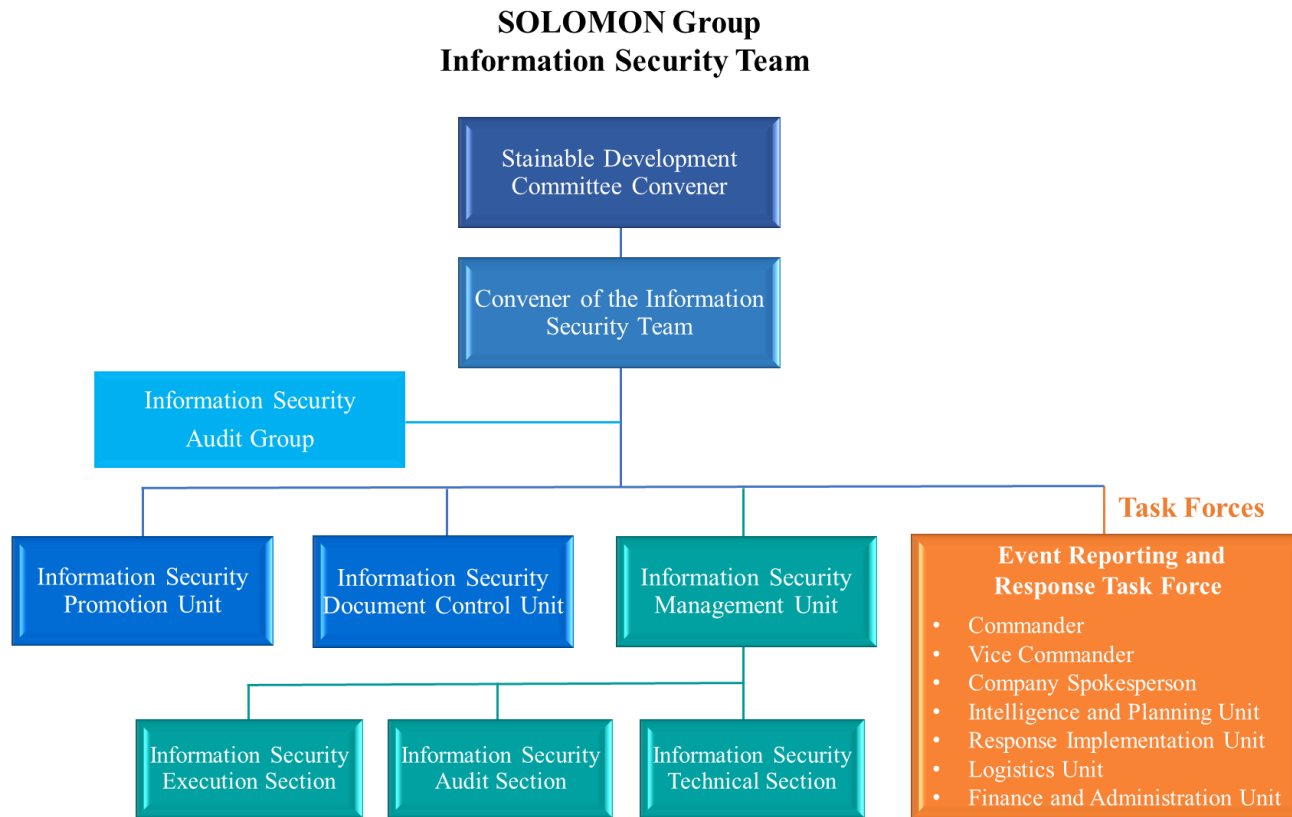 SOLOMON Group
Information Security Team
Stainable Development
Committee Convener
Convener of the Information
Security Team
Information Security
Audit Group
Task Forces
Information Security
Promotion Unit
Information Security
Document Control Unit
Information Security
Management Unit
Event Reporting and
Response Task Force
• Commander
• Vice Commander
• Company Spokesperson
• Intelligence and Planning Unit
• Response Implementation Unit
• Logistics Unit
• Finance and Administration Unit
Information Security
Execution Section
Information Security
Audit Section
Information Security
Technical Section